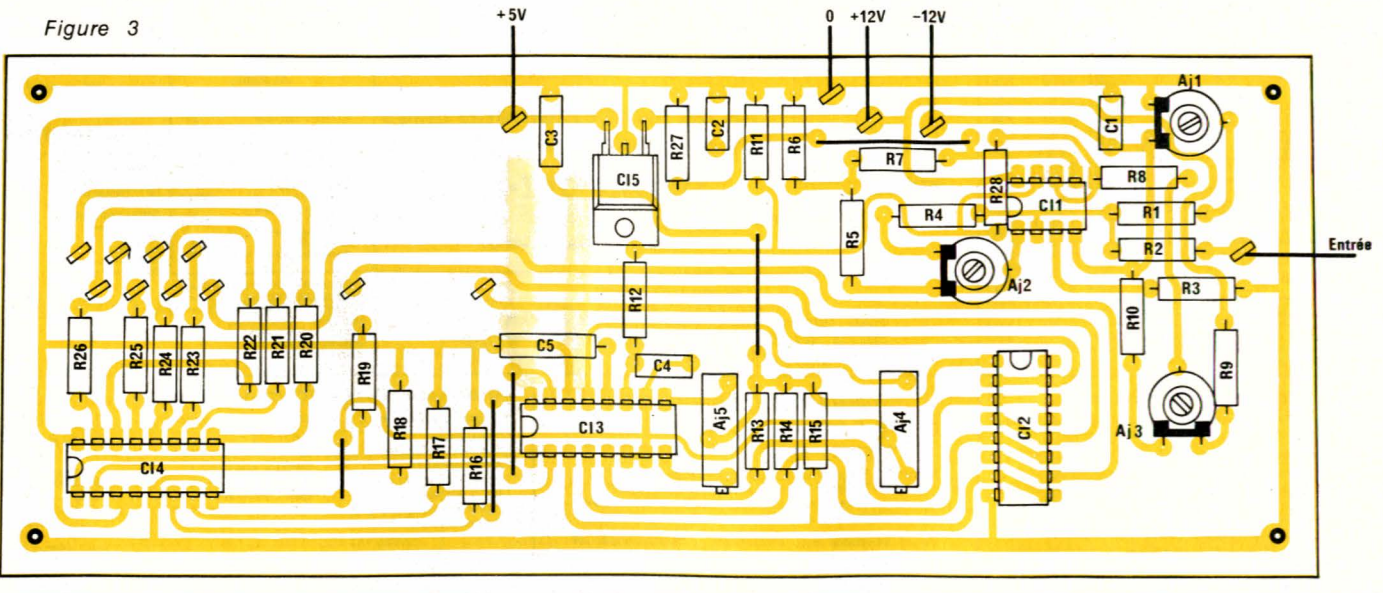 Figure 3
+5V
0 +12V -12V
Aj1
C3
R27
C2
R11
R6
C1
CI5
R7
R28
R8
CI1
R5
R4
R1
R2
Entrée
Aj2
R3
R12
R10
R26
R25
R24
R23
R22
R21
R20
R19
C5
C4
R9
R18
R17
R16
CI3
Aj5
R13
R14
R15
Aj4
CI2
Aj3
CI4